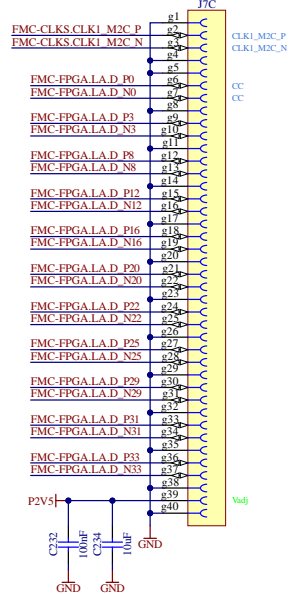 J7C
g1
FMC-CLKS.CLK1_M2C_P g2 CLK1_M2C_P
FMC-CLKS.CLK1_M2C_N g3 CLK1_M2C_N
g4
g5
FMC-FPGA.LA.D_P0 g6 CC
FMC-FPGA.LA.D_N0 g7 CC
g8
FMC-FPGA.LA.D_P3 g9
FMC-FPGA.LA.D_N3 g10
g11
FMC-FPGA.LA.D_P8 g12
FMC-FPGA.LA.D_N8 g13
g14
FMC-FPGA.LA.D_P12 g15
FMC-FPGA.LA.D_N12 g16
g17
FMC-FPGA.LA.D_P16 g18
FMC-FPGA.LA.D_N16 g19
g20
FMC-FPGA.LA.D_P20 g21
FMC-FPGA.LA.D_N20 g22
g23
FMC-FPGA.LA.D_P22 g24
FMC-FPGA.LA.D_N22 g25
g26
FMC-FPGA.LA.D_P25 g27
FMC-FPGA.LA.D_N25 g28
g29
FMC-FPGA.LA.D_P29 g30
FMC-FPGA.LA.D_N29 g31
g32
FMC-FPGA.LA.D_P31 g33
FMC-FPGA.LA.D_N31 g34
g35
FMC-FPGA.LA.D_P33 g36
FMC-FPGA.LA.D_N33 g37
g38
P2V5 g39 Vadj
g40
C232 100nF C234 10uF
GND
GND GND